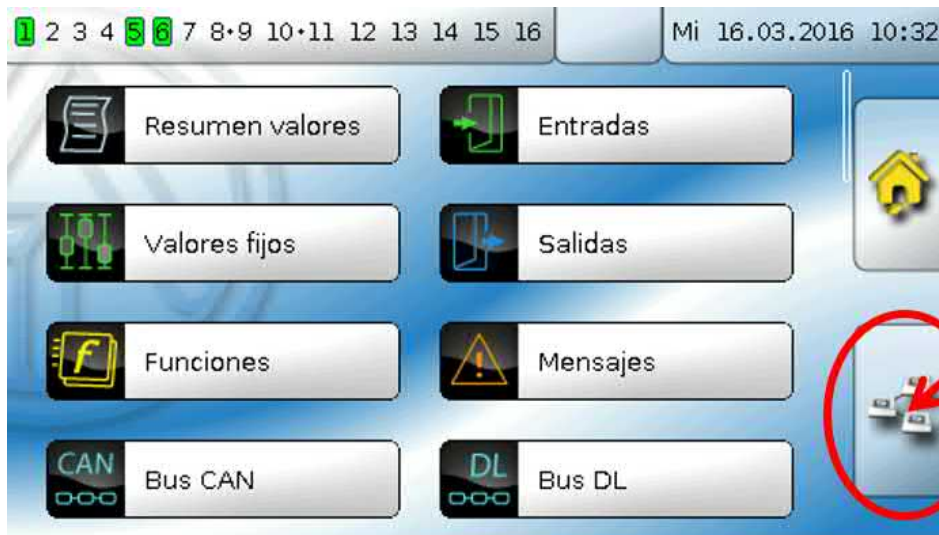 1 2 3 4 5 6 7 8·9 10·11 12 13 14 15 16 Mi 16.03.2016 10:32
Resumen valores Entradas
Valores fijos Salidas
f Funciones Mensajes
CAN Bus CAN DL Bus DL